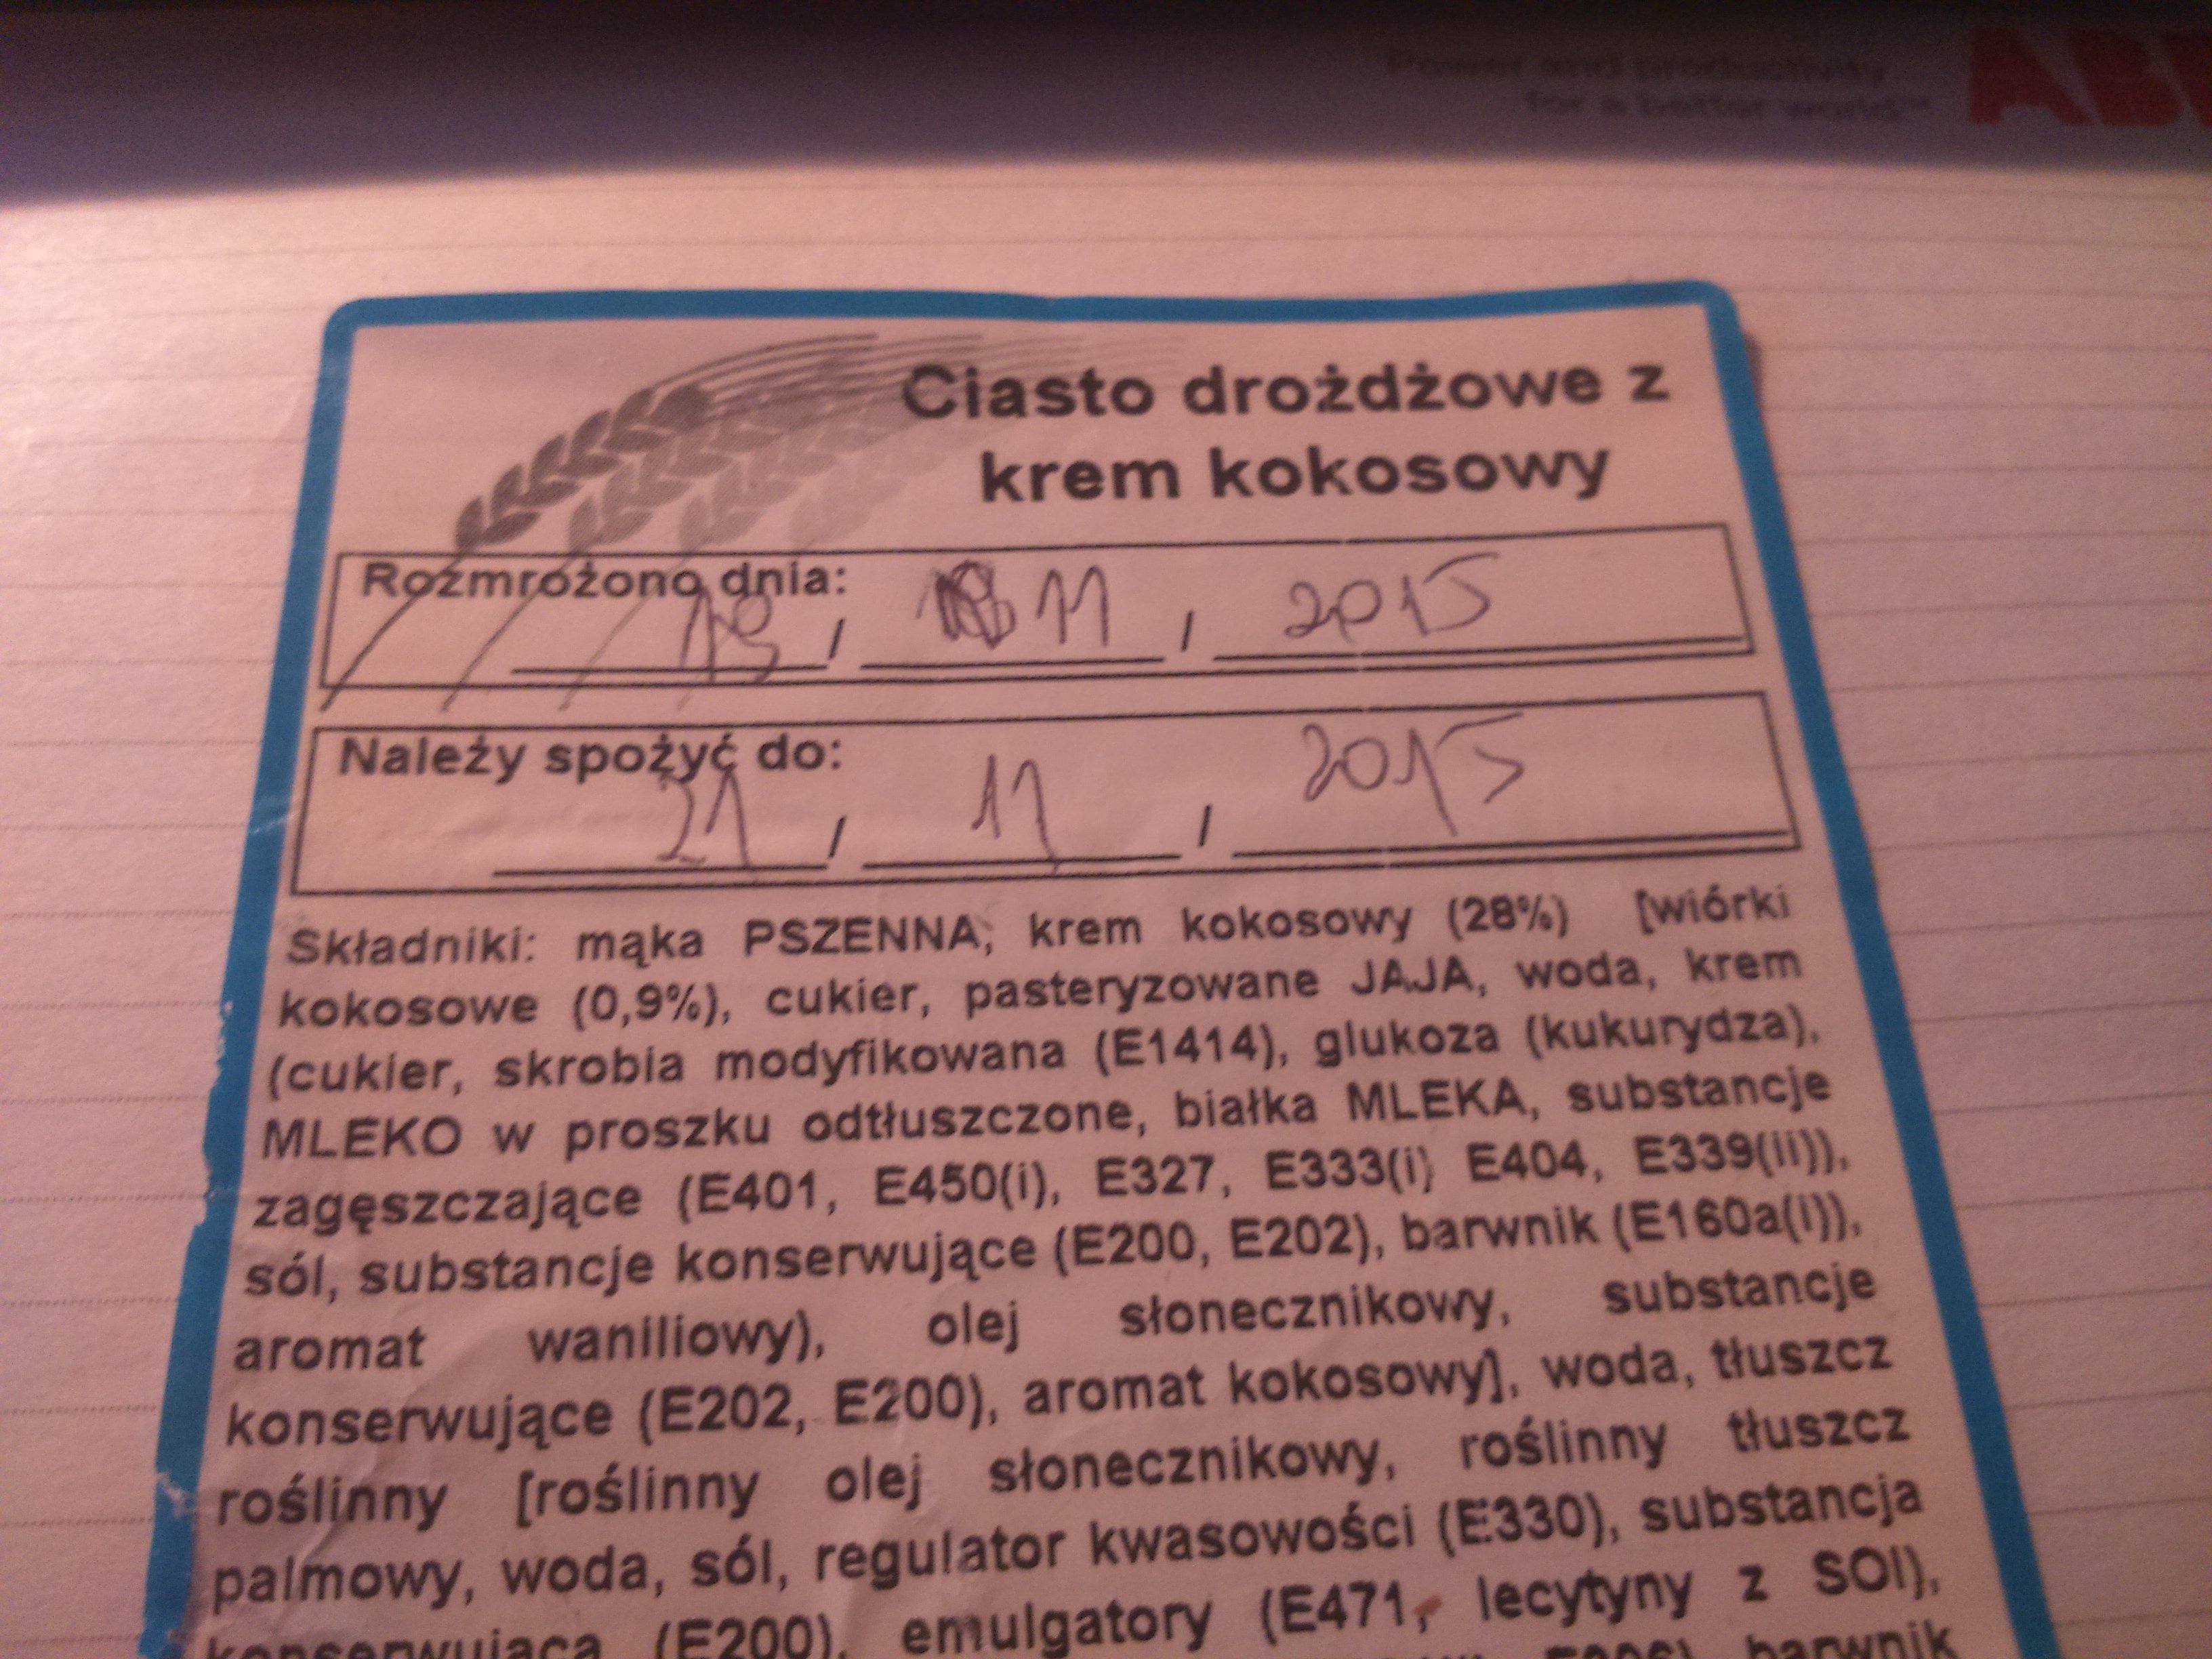 Power and productivity
for a better world™
ABB
Ciasto drożdżowe z
krem kokosowy
Rozmrożono dnia:
19 / 11 / 2015
Należy spożyć do:
21 / 11 / 2015
Składniki: mąka PSZENNA, krem kokosowy (28%) [wiórki
kokosowe (0,9%), cukier, pasteryzowane JAJA, woda, krem
(cukier, skrobia modyfikowana (E1414), glukoza (kukurydza),
MLEKO w proszku odtłuszczone, białka MLEKA, substancje
zagęszczające (E401, E450(i), E327, E333(i) E404, E339(ii)),
sól, substancje konserwujące (E200, E202), barwnik (E160a(i)),
aromat waniliowy), olej słonecznikowy, substancje
konserwujące (E202, E200), aromat kokosowy], woda, tłuszcz
roślinny [roślinny olej słonecznikowy, roślinny tłuszcz
palmowy, woda, sól, regulator kwasowości (E330), substancja
konserwująca (E200), emulgatory (E471, lecytyny z SOI),
barwnik